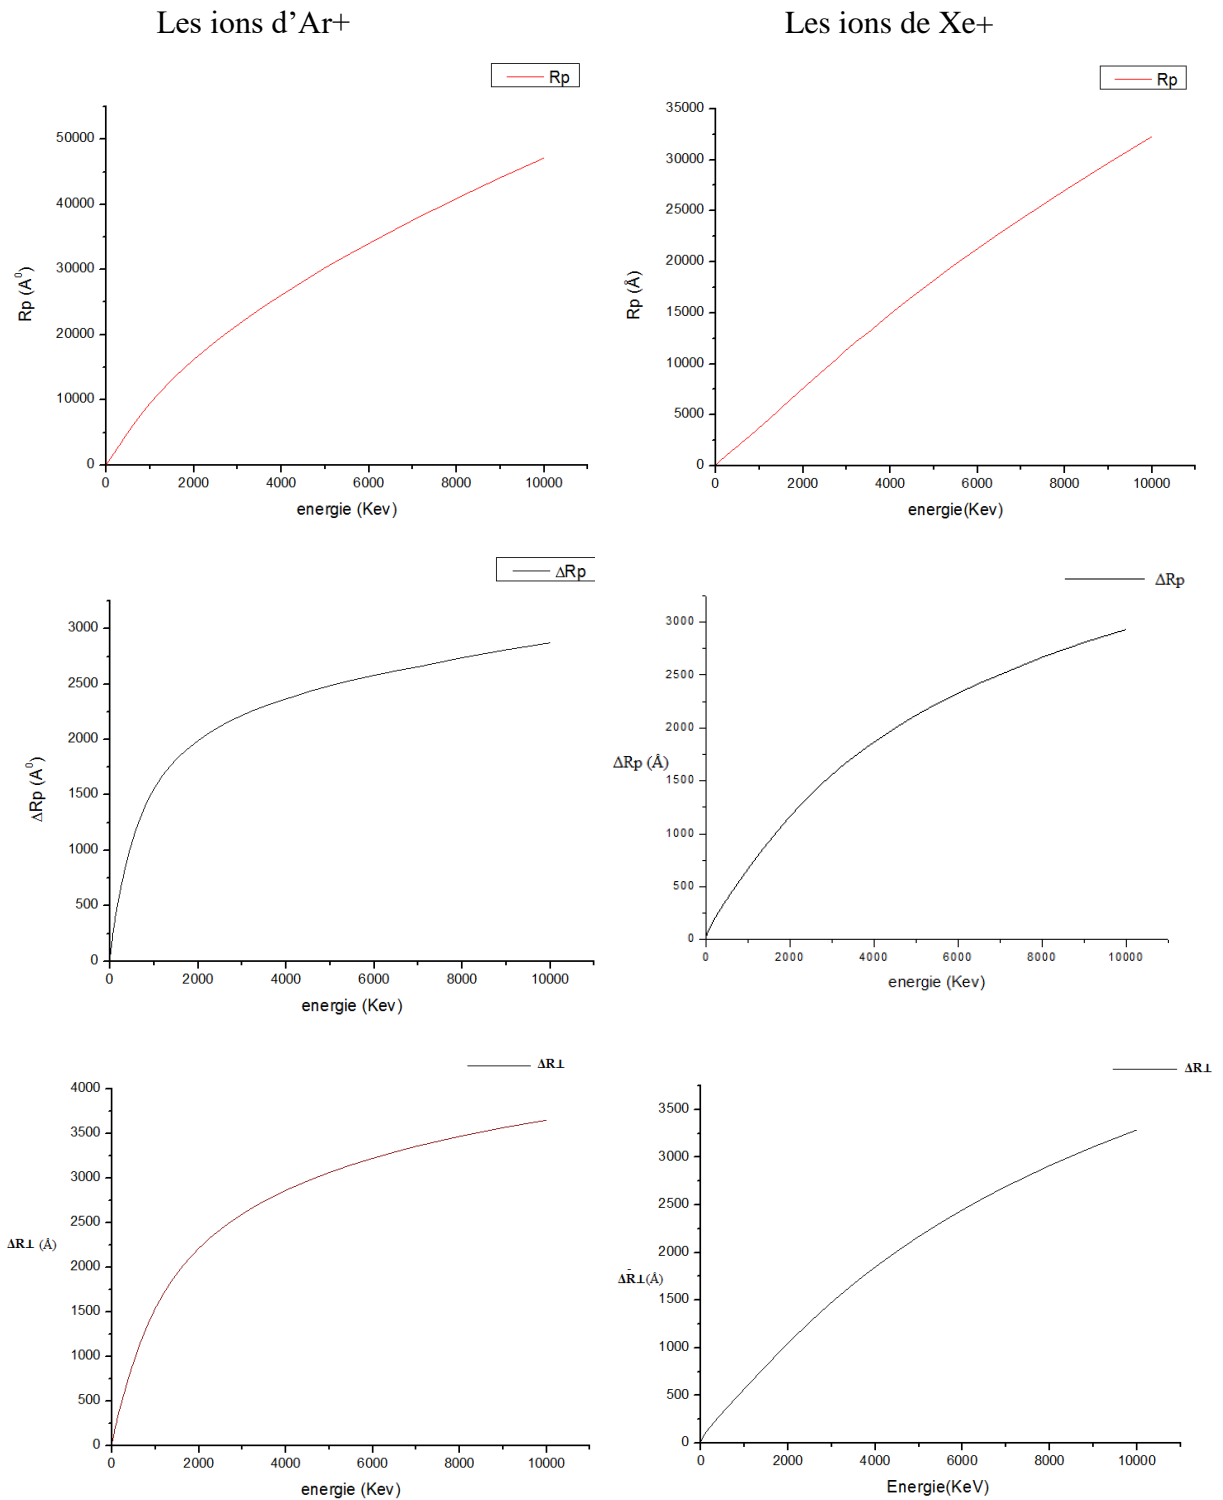 Les ions d’Ar+
Les ions de Xe+
Rp
50000
40000
30000
20000
10000
0
Rp (A⁰)
0 2000 4000 6000 8000 10000
energie (Kev)
Rp
35000
30000
25000
20000
15000
10000
5000
0
Rp (Å)
0 2000 4000 6000 8000 10000
energie(Kev)
ΔRp
3000
2500
2000
1500
1000
500
0
ΔRp (A⁰)
0 2000 4000 6000 8000 10000
energie (Kev)
ΔRp
3000
2500
2000
1500
1000
500
0
ΔRp (Å)
0 2000 4000 6000 8000 10000
energie (Kev)
ΔR⊥
4000
3500
3000
2500
2000
1500
1000
500
0
ΔR⊥ (Å)
0 2000 4000 6000 8000 10000
energie (Kev)
ΔR⊥
3500
3000
2500
2000
1500
1000
500
0
ΔR⊥(Å)
0 2000 4000 6000 8000 10000
Energie(KeV)